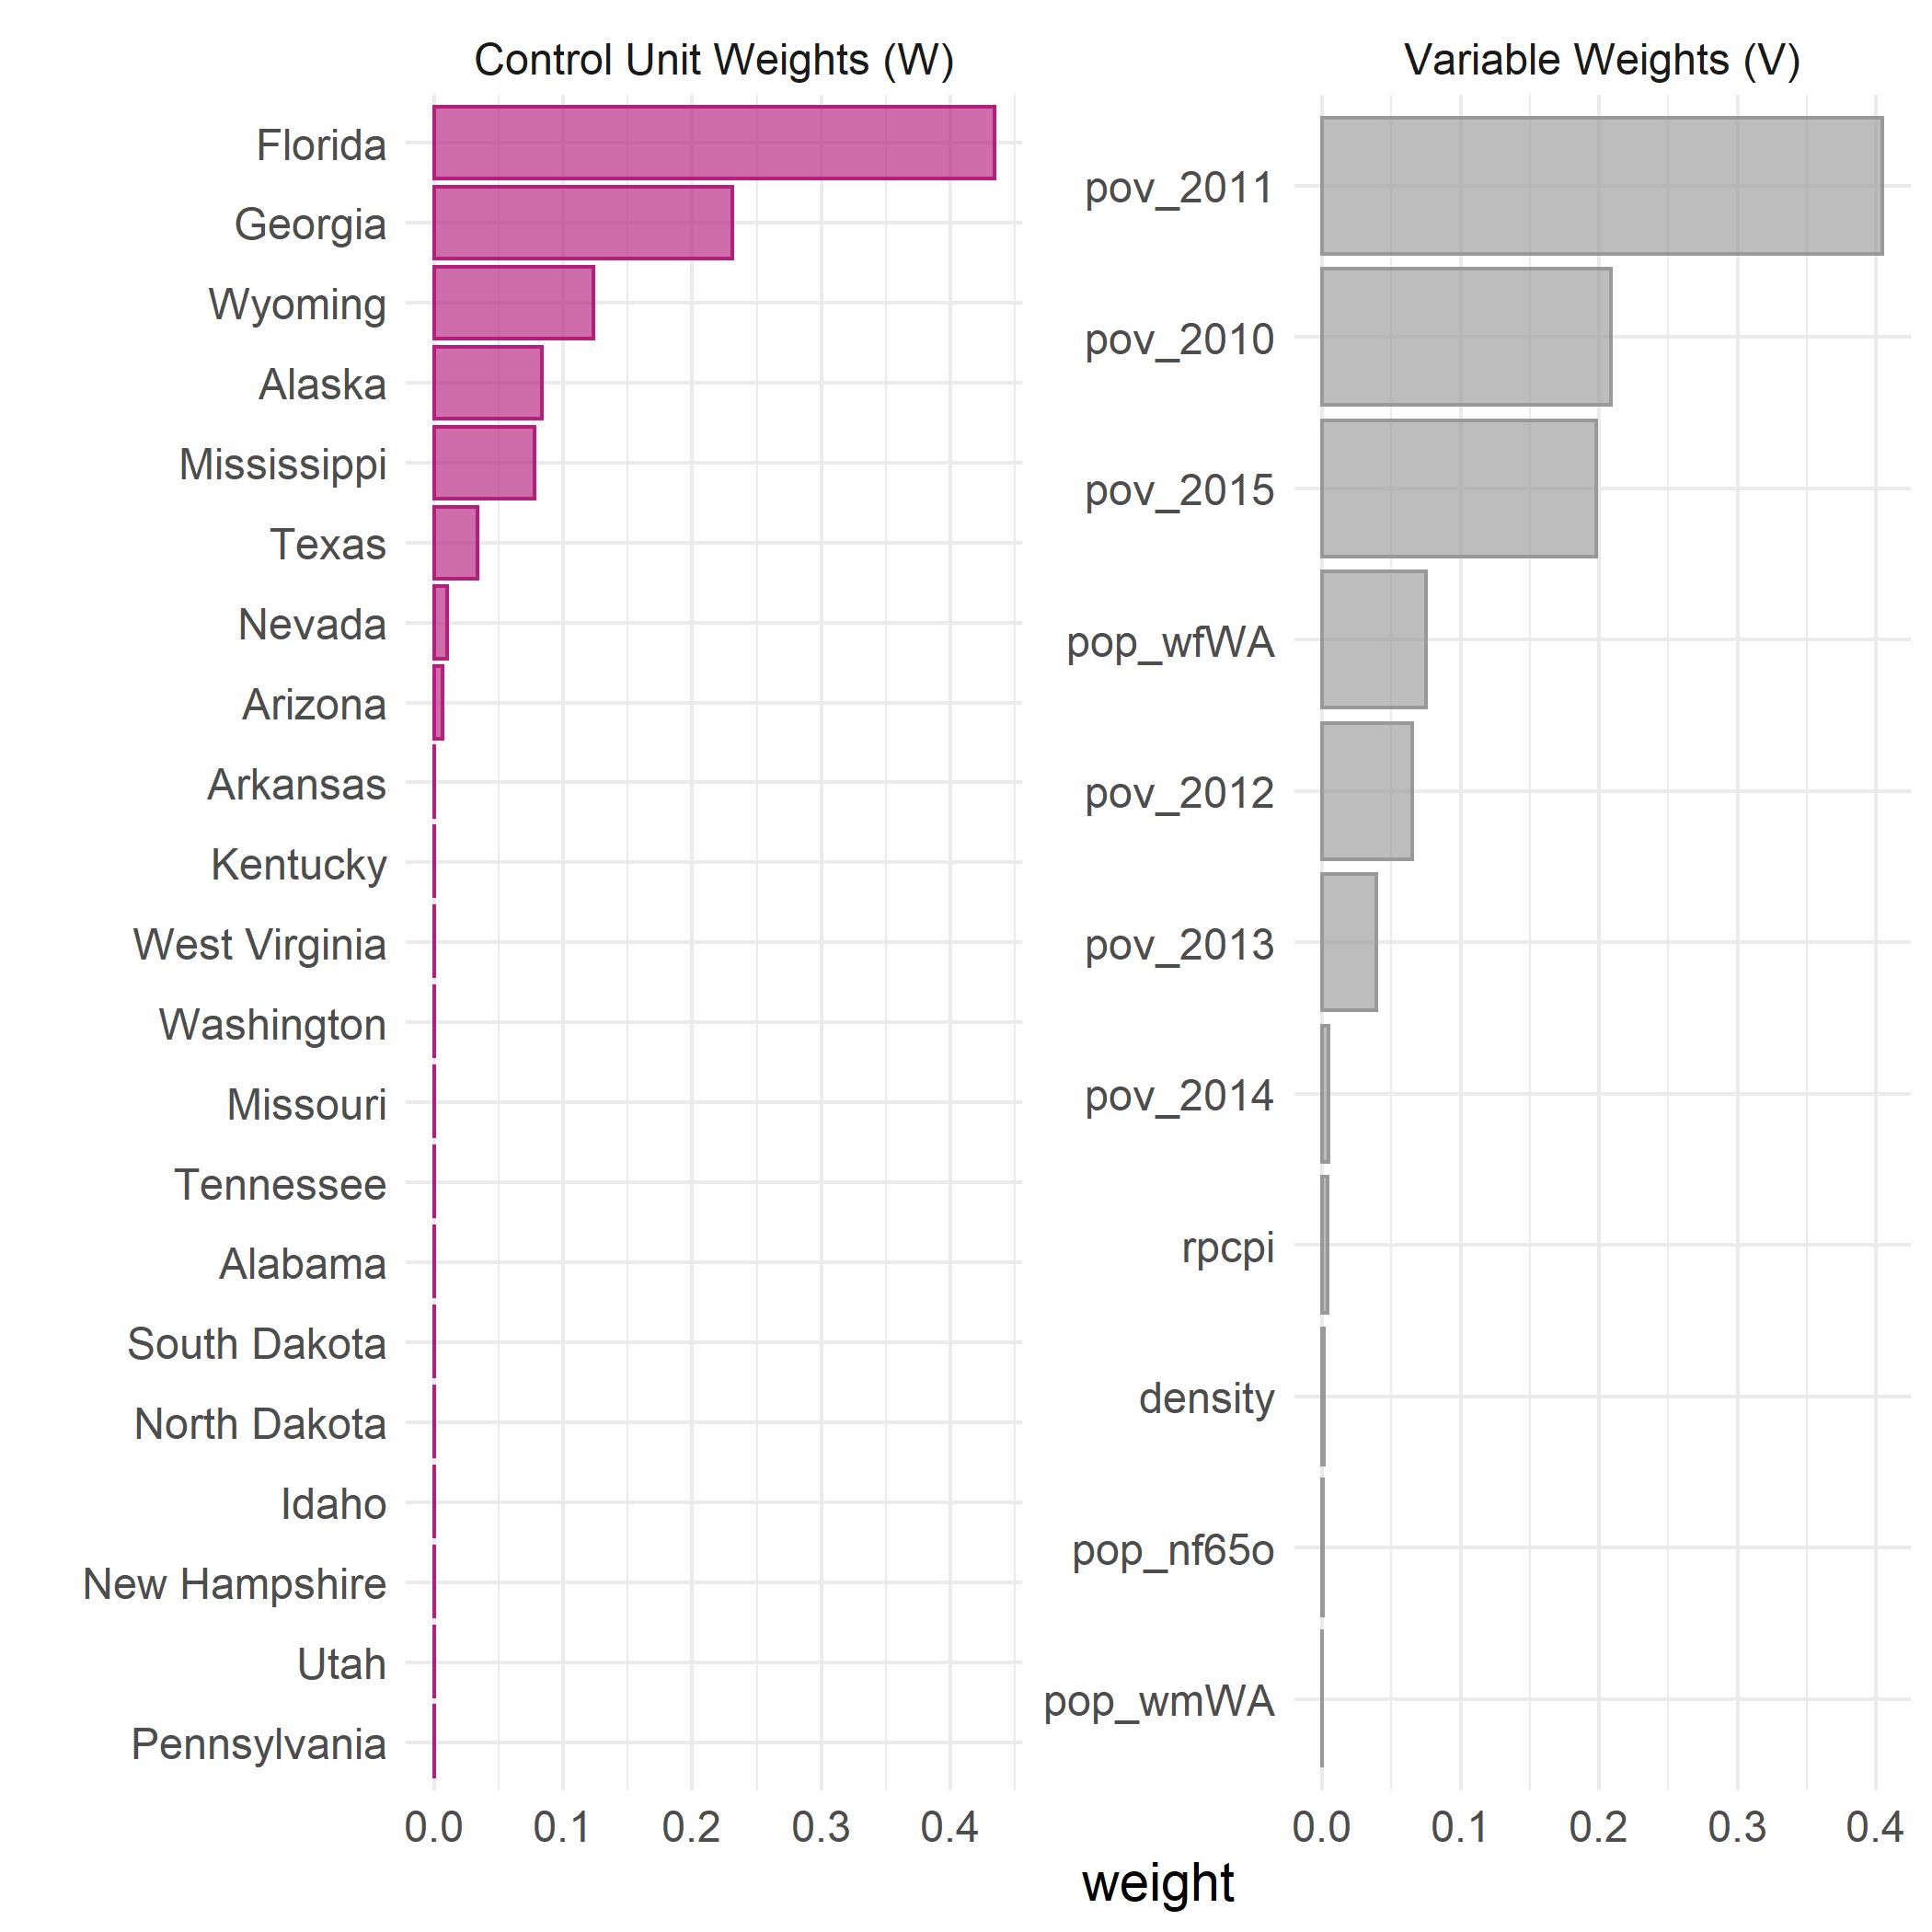 Control Unit Weights (W)
Florida
Georgia
Wyoming
Alaska
Mississippi
Texas
Nevada
Arizona
Arkansas
Kentucky
West Virginia
Washington
Missouri
Tennessee
Alabama
South Dakota
North Dakota
Idaho
New Hampshire
Utah
Pennsylvania
0.0 0.1 0.2 0.3 0.4
Variable Weights (V)
pov_2011
pov_2010
pov_2015
pop_wfWA
pov_2012
pov_2013
pov_2014
rpcpi
density
pop_nf65o
pop_wmWA
0.0 0.1 0.2 0.3 0.4
weight